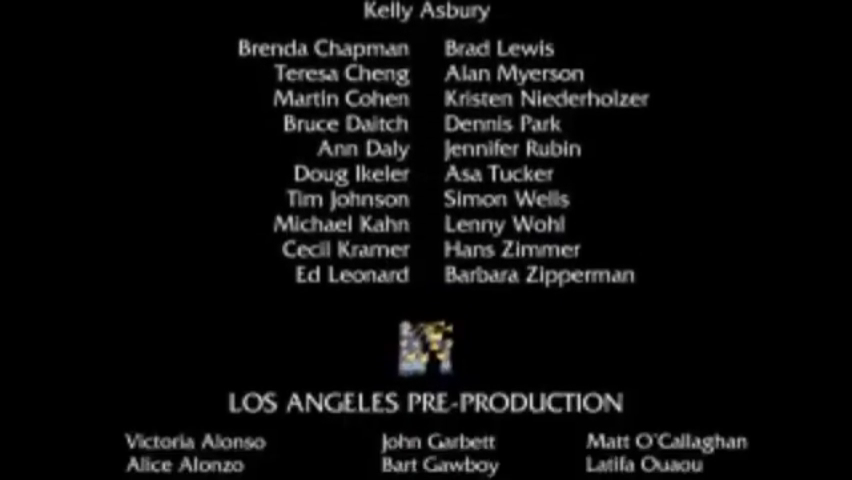 Kelly Asbury
Brenda Chapman Brad Lewis
Teresa Cheng Alan Myerson
Martin Cohen Kristen Niederholzer
Bruce Daitch Dennis Park
Ann Daly Jennifer Rubin
Doug Ikeler Asa Tucker
Tim Johnson Simon Wells
Michael Kahn Lenny Wohl
Cecil Kramer Hans Zimmer
Ed Leonard Barbara Zipperman
LOS ANGELES PRE-PRODUCTION
Victoria Alonso John Garbett Matt O'Callaghan
Alice Alonzo Bart Gawboy Latifa Ouaou